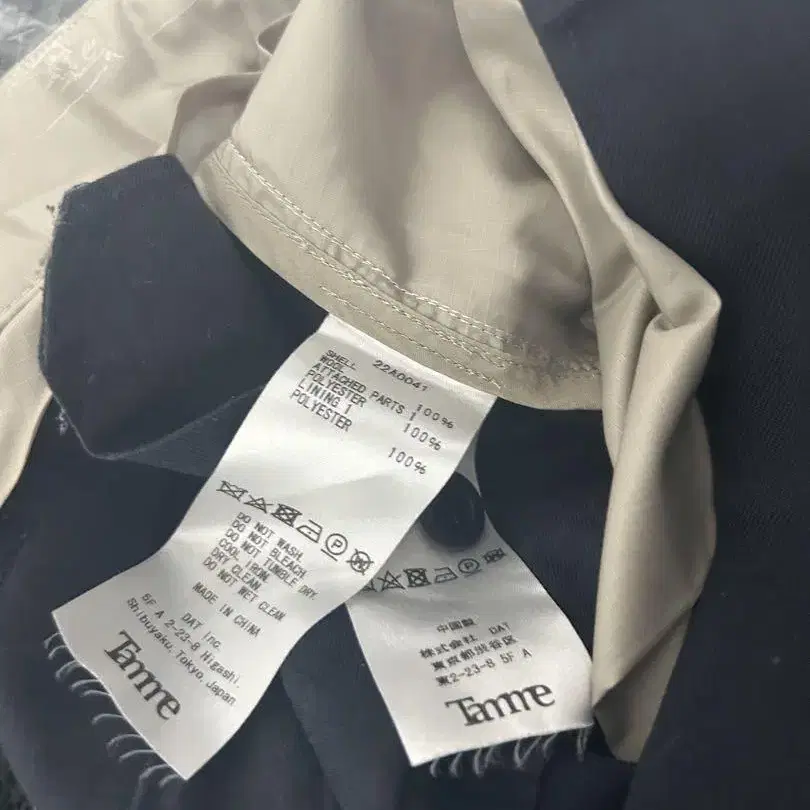 22A0041
SHELL
WOOL 100%
ATTACHED PARTS 1
POLYESTER 100%
LINING 1
POLYESTER 100%
DO NOT WASH.
DO NOT BLEACH.
DO NOT TUMBLE DRY.
COOL IRON.
DRY CLEAN.
DO NOT WET CLEAN.
MADE IN CHINA
DAT Inc.
5F A 2-23-8 Higashi.
Shibuyaku, Tokyo, Japan
Tamme
中国製
株式会社 DAT
東京都渋谷区
東2-23-8 5F A
Tamme